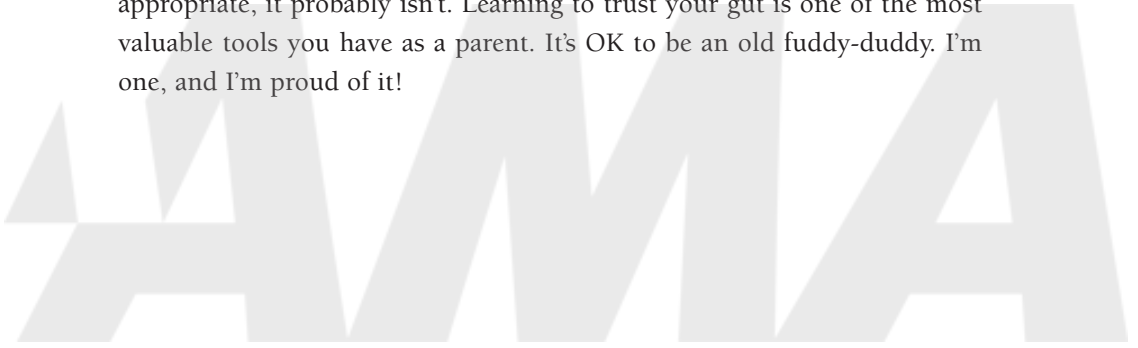 appropriate, it probably isn't. Learning to trust your gut is one of the most
valuable tools you have as a parent. It's OK to be an old fuddy-duddy. I'm
one, and I'm proud of it!
AMA